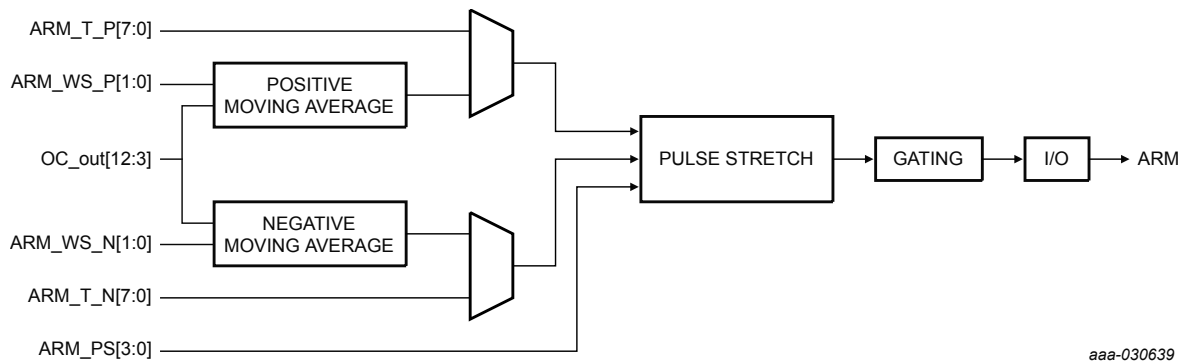 ARM_T_P[7:0]
ARM_WS_P[1:0]
POSITIVE
MOVING AVERAGE
OC_out[12:3]
PULSE STRETCH
GATING
I/O
ARM
NEGATIVE
MOVING AVERAGE
ARM_WS_N[1:0]
ARM_T_N[7:0]
ARM_PS[3:0]
aaa-030639